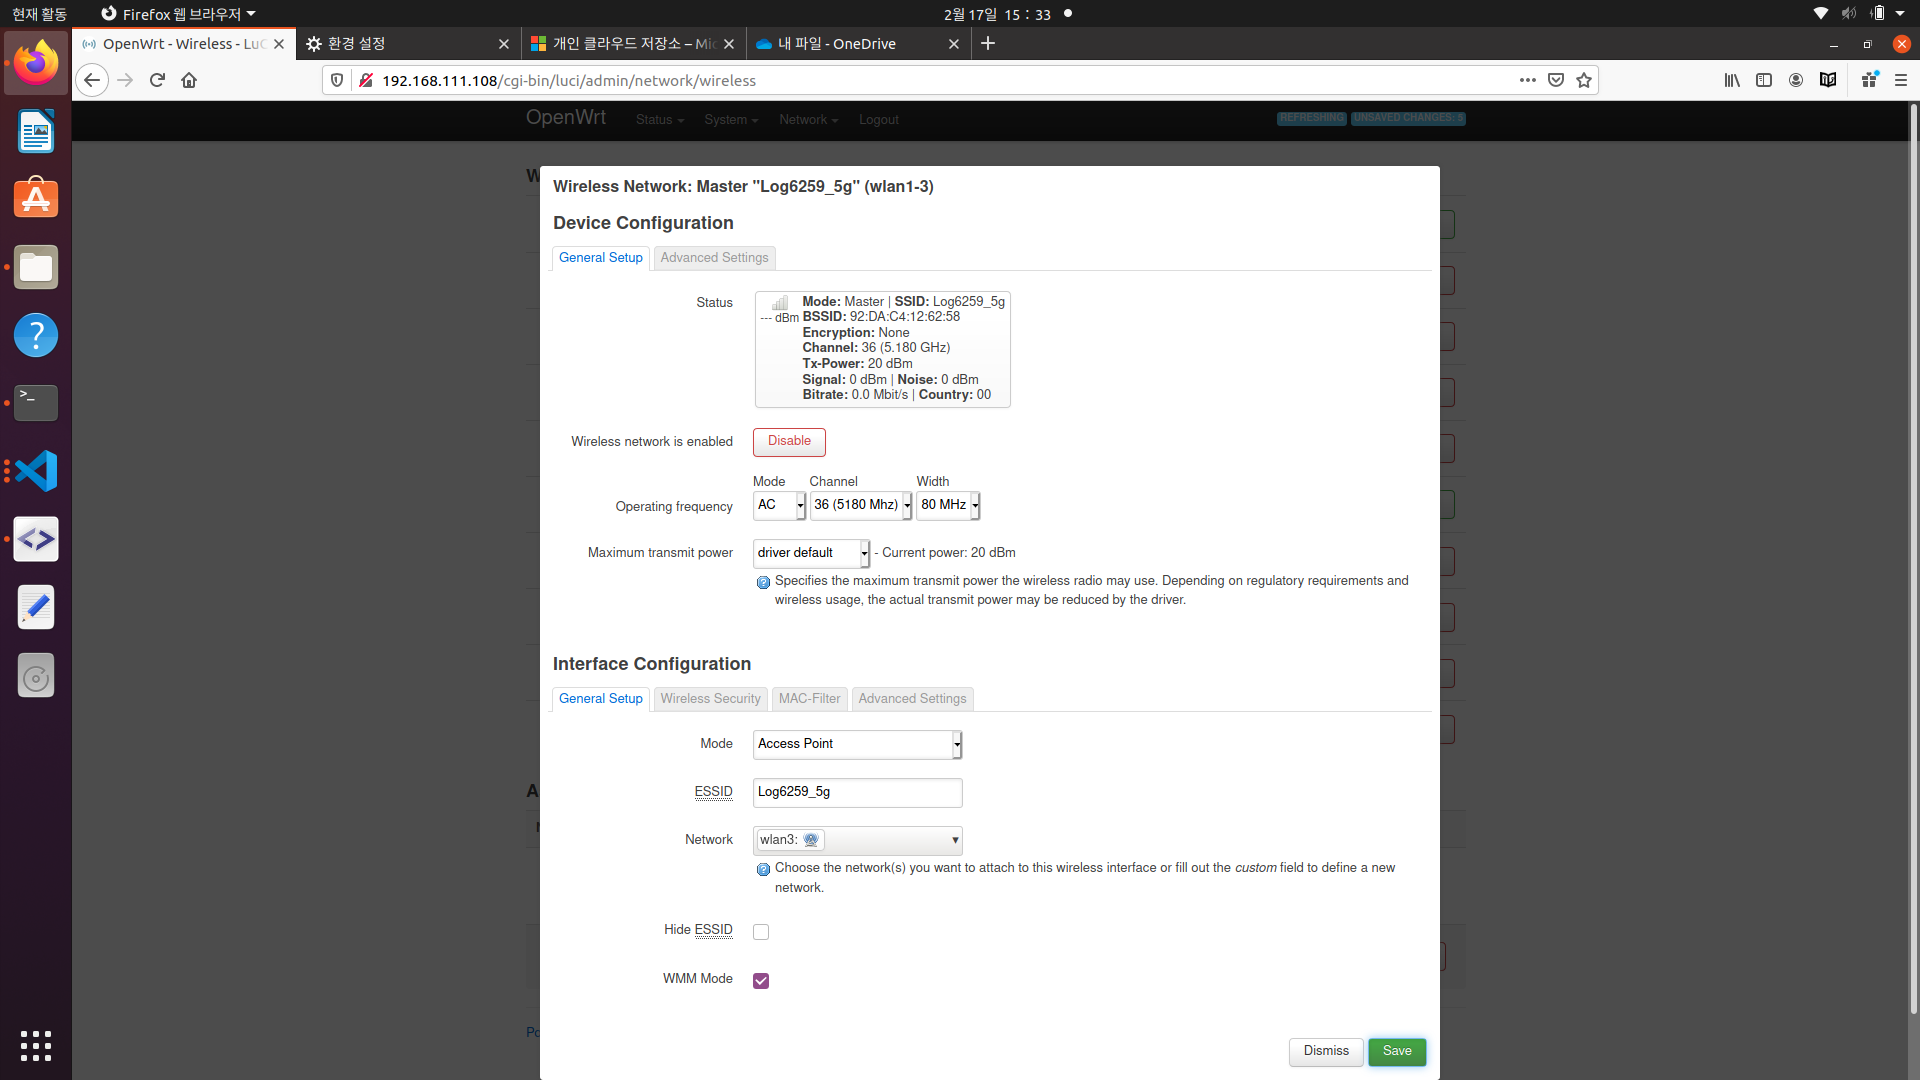 현재 활동
Firefox 웹 브라우저
2월 17일 15 : 33
OpenWrt - Wireless - LuC
환경 설정
개인 클라우드 저장소 – Mic
내 파일 - OneDrive
192.168.111.108/cgi-bin/luci/admin/network/wireless
OpenWrt
Status
System
Network
Logout
REFRESHING
UNSAVED CHANGES: 5
Wireless Network: Master "Log6259_5g" (wlan1-3)
Device Configuration
General Setup
Advanced Settings
Status
Mode: Master | SSID: Log6259_5g
--- dBm
BSSID: 92:DA:C4:12:62:58
Encryption: None
Channel: 36 (5.180 GHz)
Tx-Power: 20 dBm
Signal: 0 dBm | Noise: 0 dBm
Bitrate: 0.0 Mbit/s | Country: 00
Wireless network is enabled
Disable
Mode
Channel
Width
Operating frequency
AC
36 (5180 Mhz)
80 MHz
Maximum transmit power
driver default
- Current power: 20 dBm
Specifies the maximum transmit power the wireless radio may use. Depending on regulatory requirements and
wireless usage, the actual transmit power may be reduced by the driver.
Interface Configuration
General Setup
Wireless Security
MAC-Filter
Advanced Settings
Mode
Access Point
ESSID
Log6259_5g
Network
wlan3:
Choose the network(s) you want to attach to this wireless interface or fill out the custom field to define a new
network.
Hide ESSID
WMM Mode
Dismiss
Save